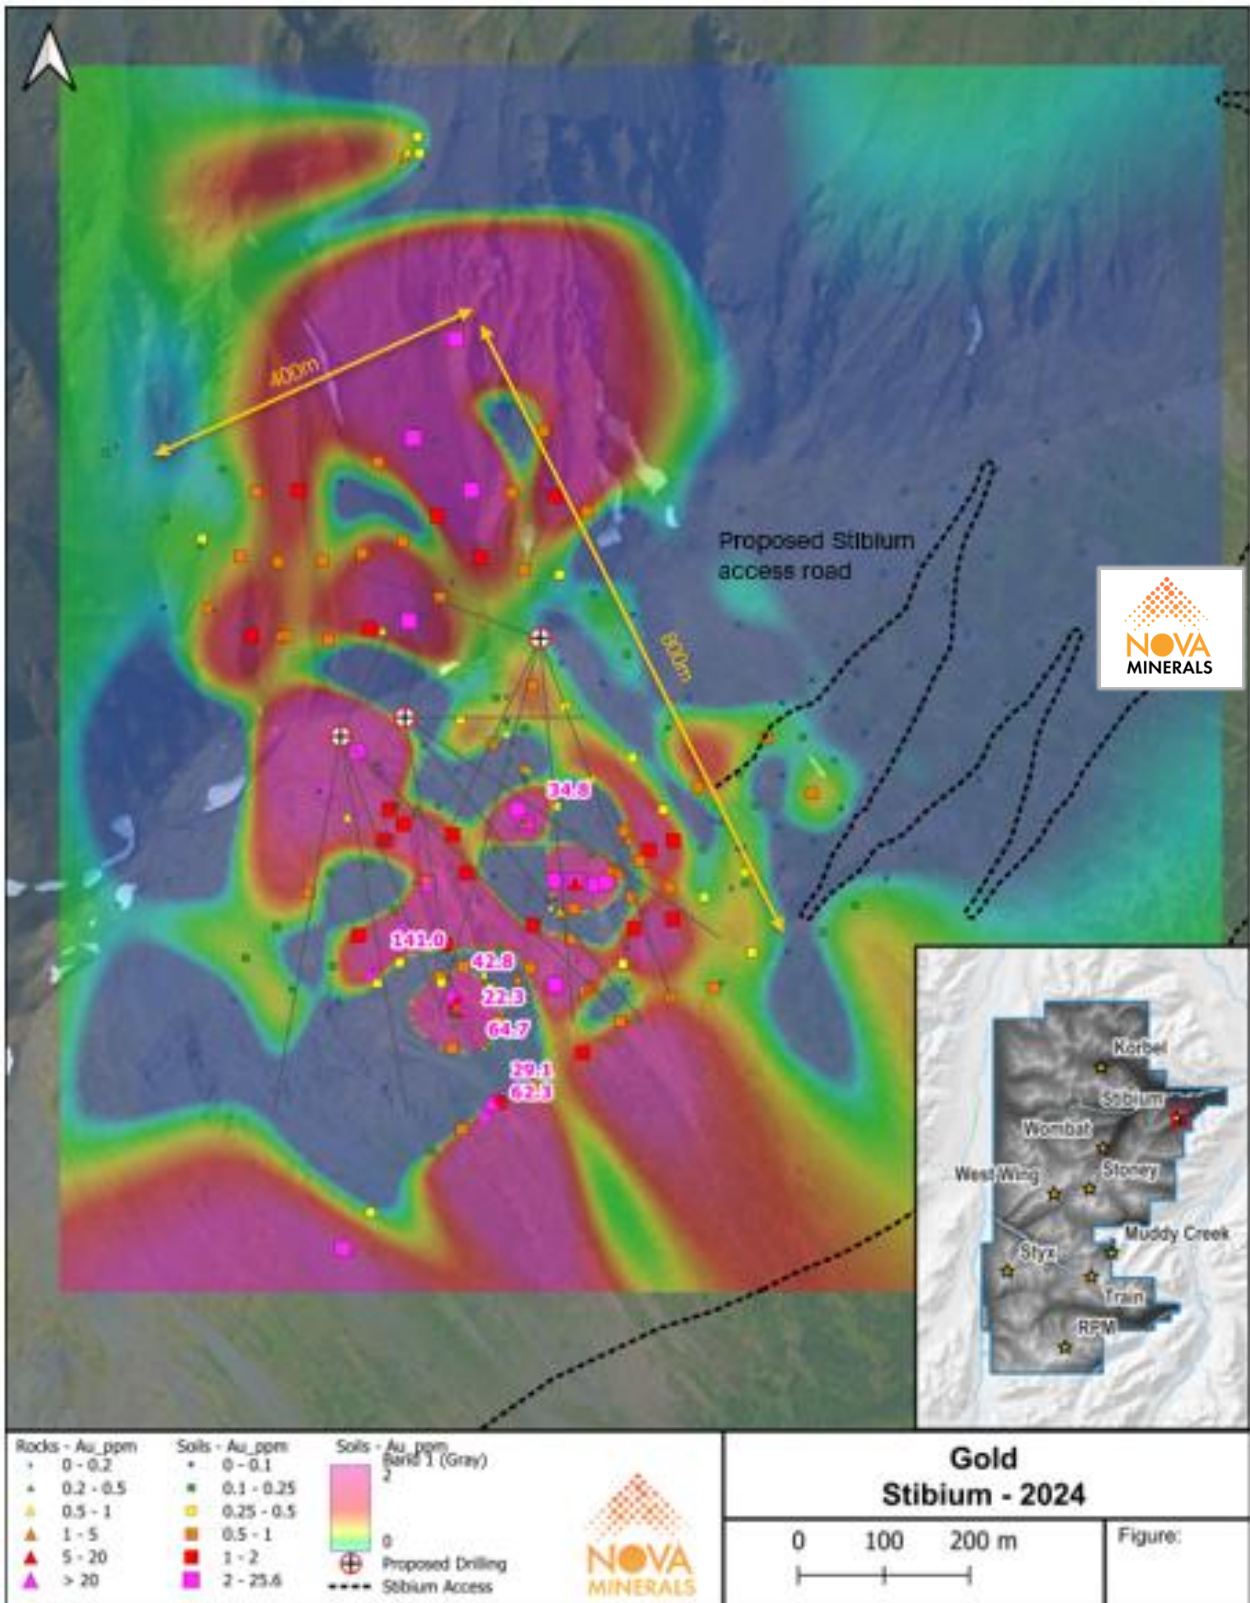 400m
Proposed Stibium
access road
800m
NOVA
MINERALS
34.8
141.0
42.8
22.3
64.7
29.1
62.3
Korbel
Stibium
Wombat
West Wing
Stoney
Muddy Creek
Styx
Train
RPM
Rocks - Au_ppm
0 - 0.2
0.2 - 0.5
0.5 - 1
1 - 5
5 - 20
> 20
Soils - Au_ppm
0 - 0.1
0.1 - 0.25
0.25 - 0.5
0.5 - 1
1 - 2
2 - 25.6
Soils - Au_ppm
Band 1 (Gray)
2
0
Proposed Drilling
Stibium Access
NOVA
MINERALS
Gold
Stibium - 2024
0 100 200 m
Figure: